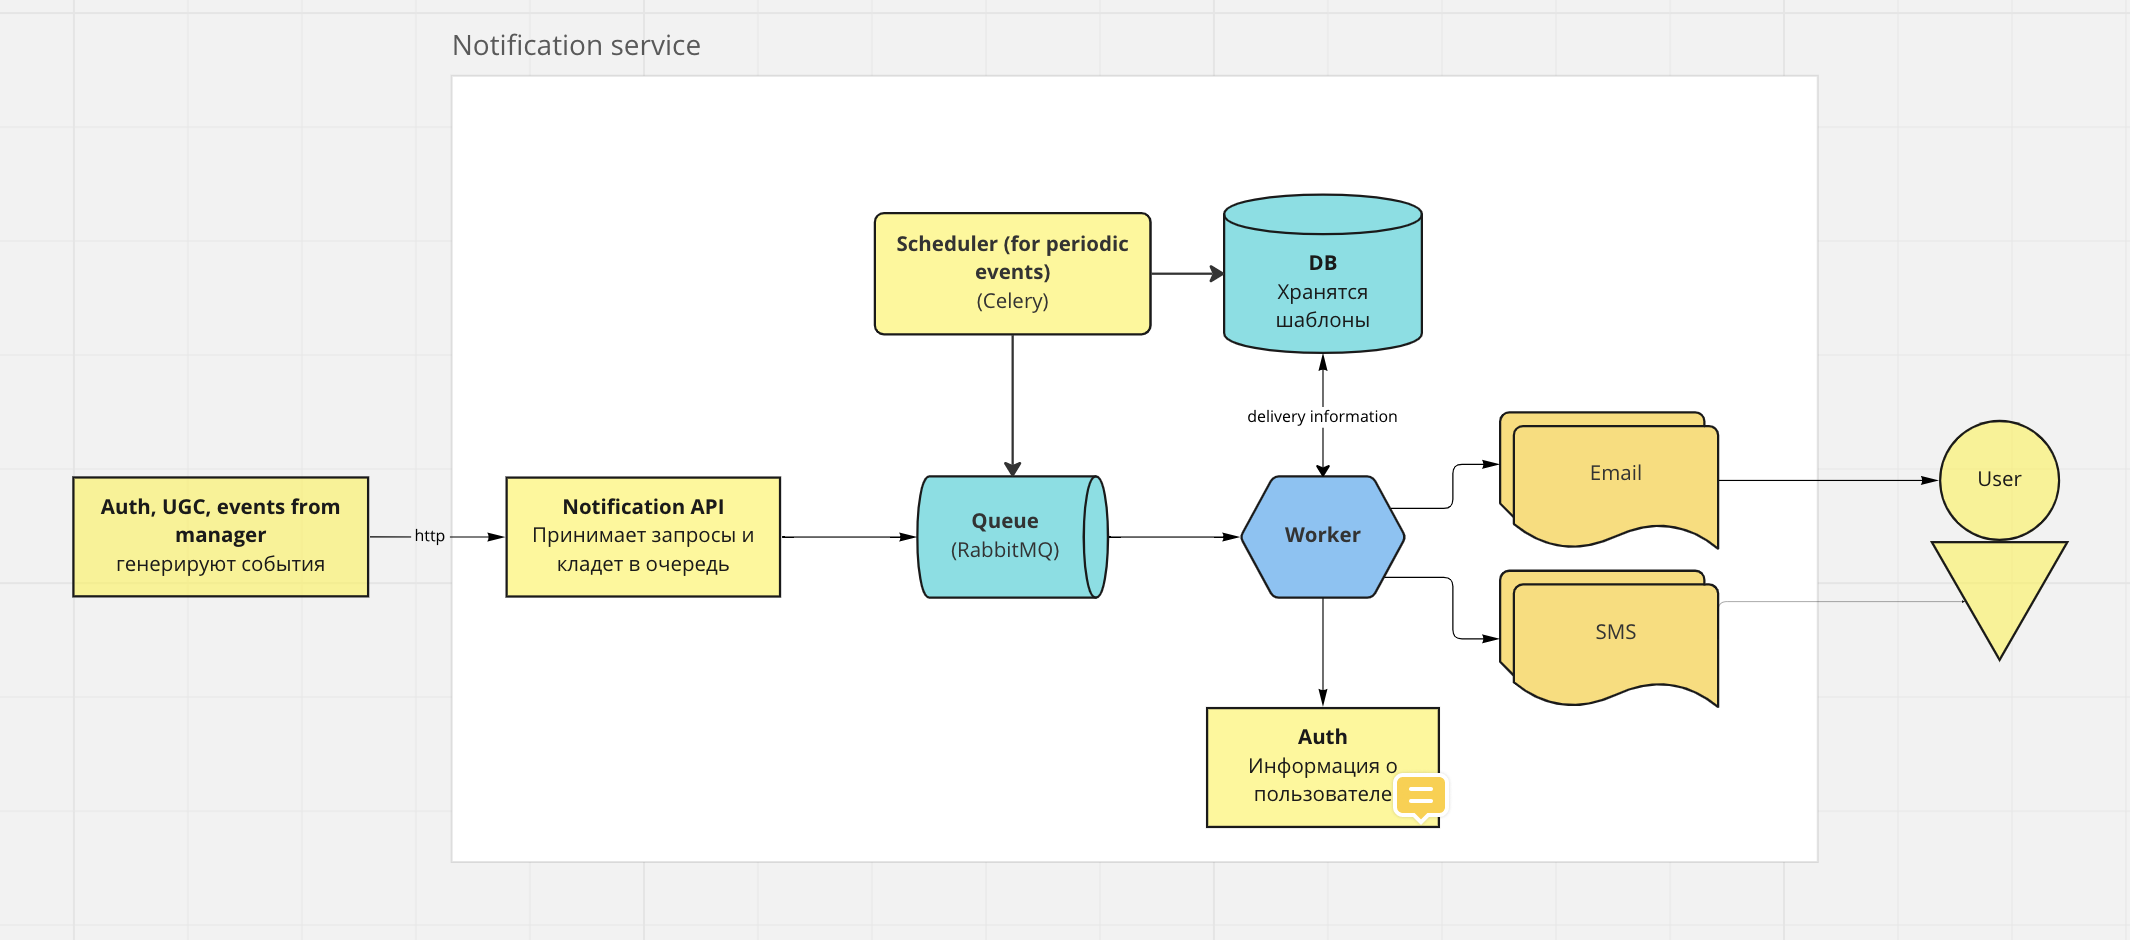 Notification service
Scheduler (for periodic
events)
(Celery)
DB
Хранятся
шаблоны
delivery information
Auth, UGC, events from
manager
генерируют события
http
Notification API
Принимает запросы и
кладет в очередь
Queue
(RabbitMQ)
Worker
Email
SMS
User
Auth
Информация о
пользователе